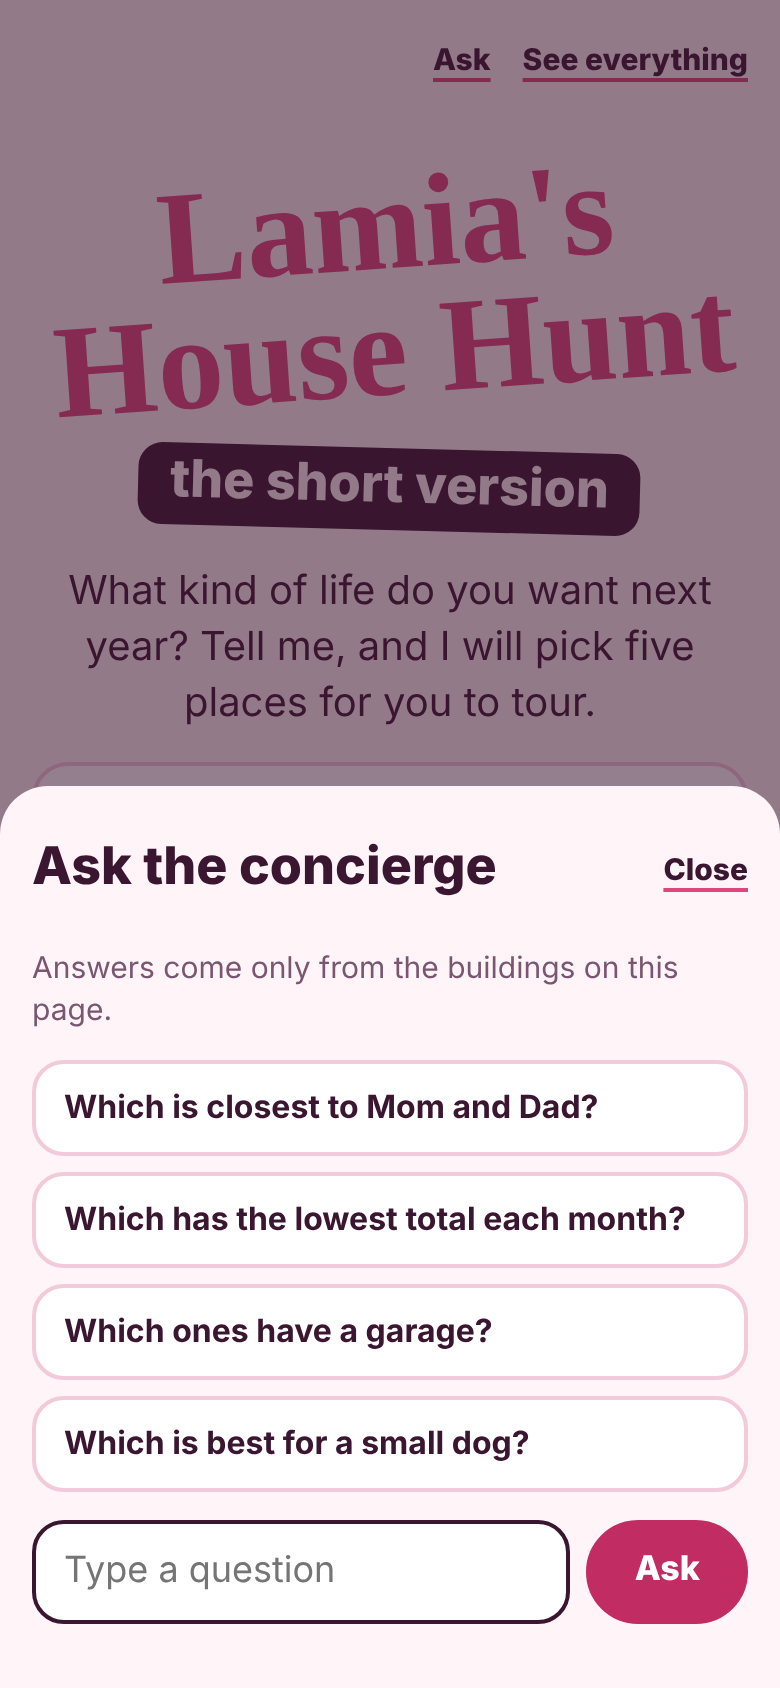 Ask See everything
Lamia's
House Hunt
the short version
What kind of life do you want next
year? Tell me, and I will pick five
places for you to tour.
Ask the concierge
Close
Answers come only from the buildings on this
page.
Which is closest to Mom and Dad?
Which has the lowest total each month?
Which ones have a garage?
Which is best for a small dog?
Type a question
Ask